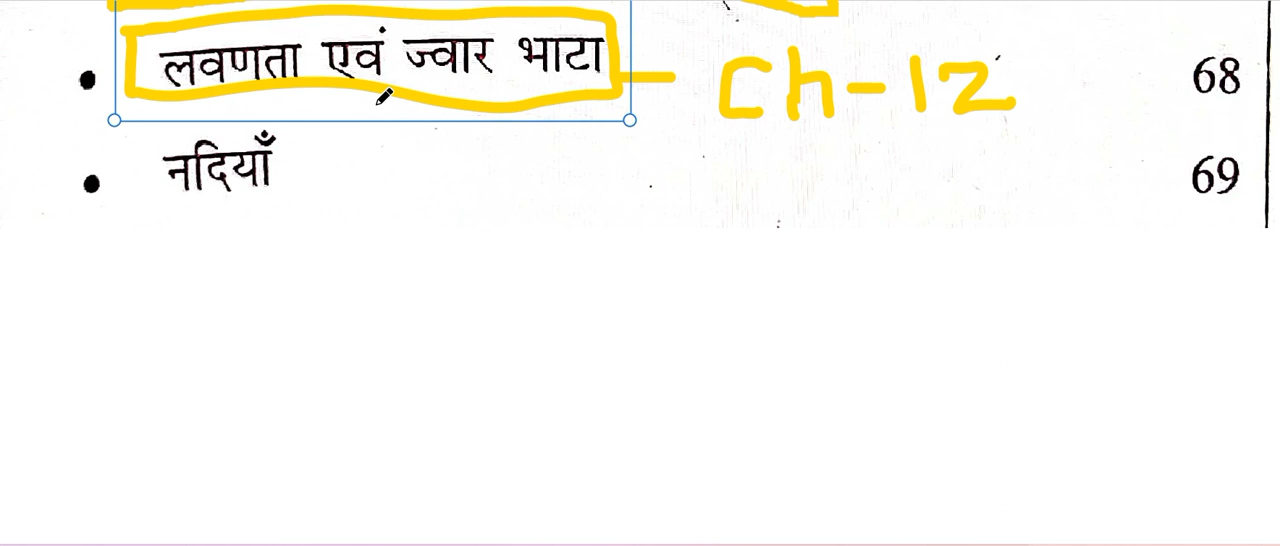 • लवणता एवं ज्वार भाटा – Ch-12 68
• नदियाँ 69